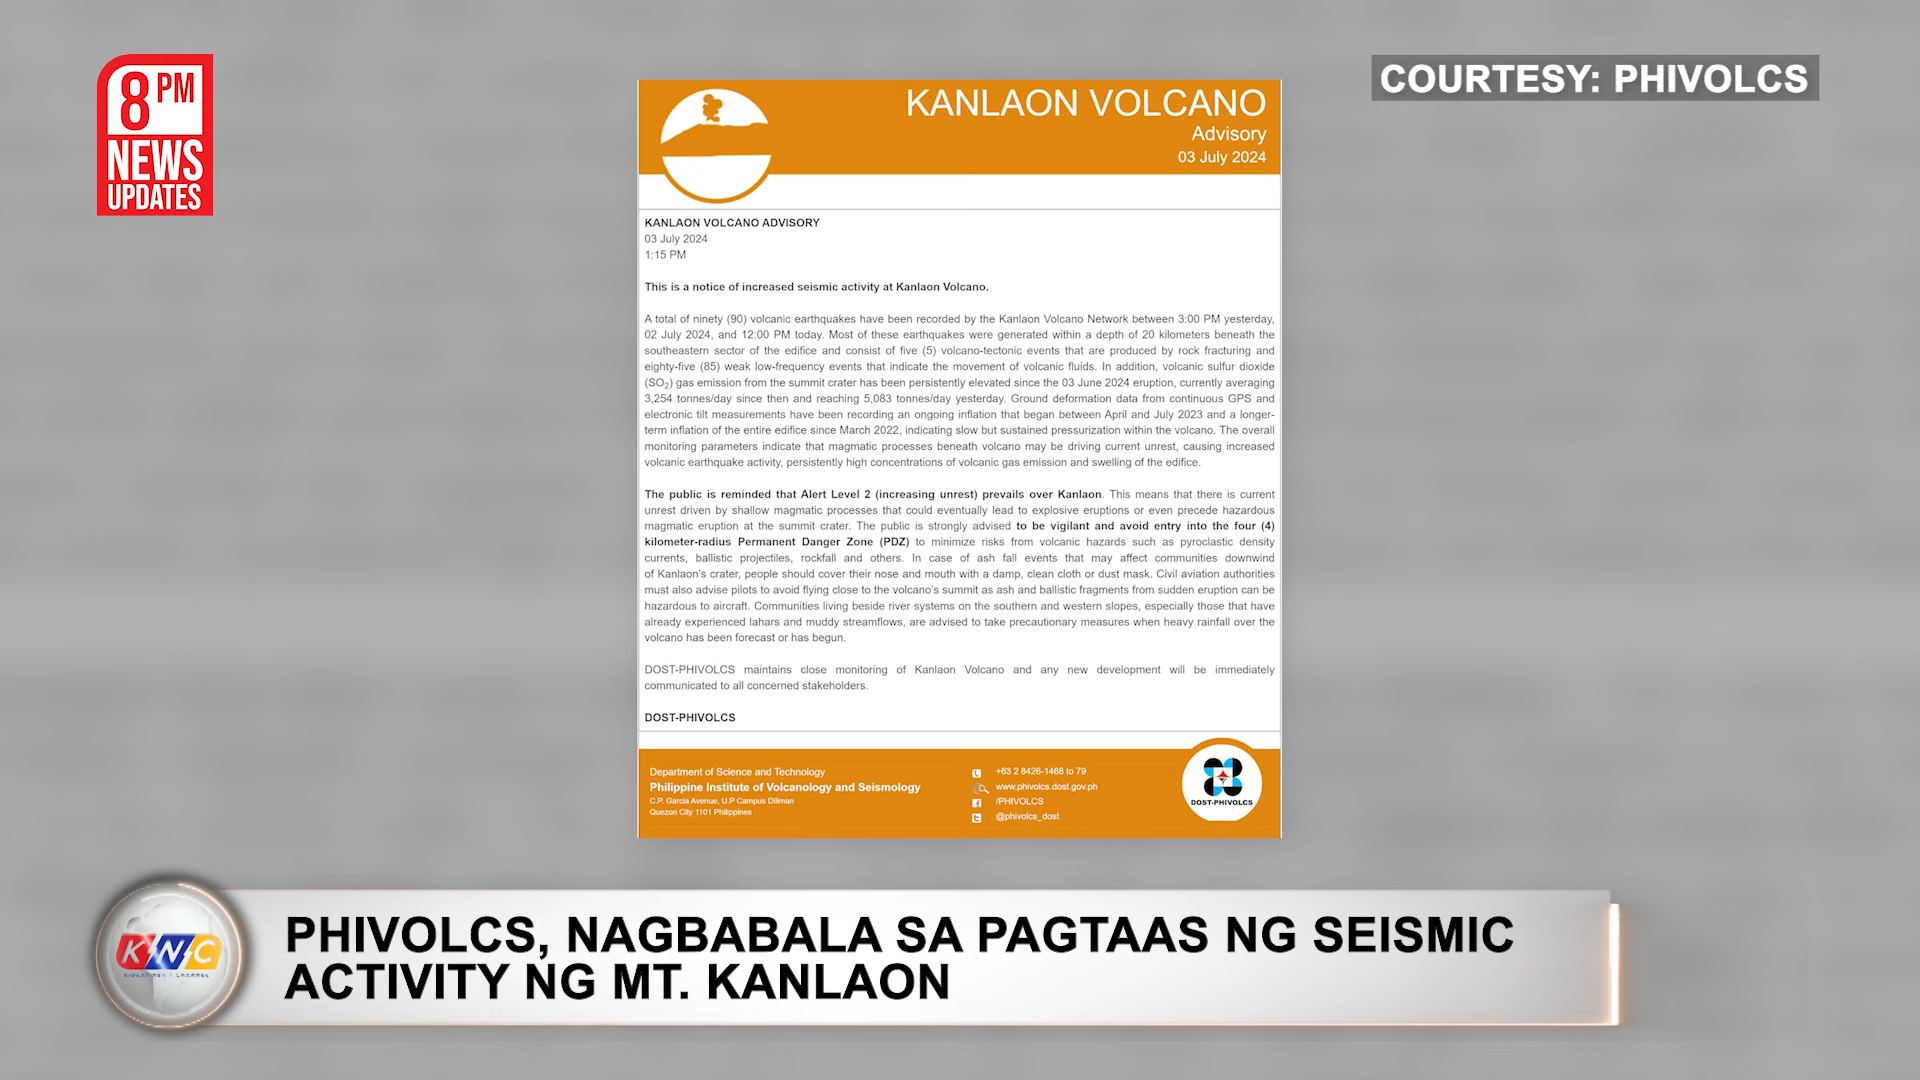 8 PM
NEWS
UPDATES
COURTESY: PHIVOLCS
KANLAON VOLCANO
Advisory
03 July 2024
KANLAON VOLCANO ADVISORY
03 July 2024
1:15 PM
This is a notice of increased seismic activity at Kanlaon Volcano.
A total of ninety (90) volcanic earthquakes have been recorded by the Kanlaon Volcano Network between 3:00 PM yesterday,
02 July 2024, and 12:00 PM today. Most of these earthquakes were generated within a depth of 20 kilometers beneath the
southeastern sector of the edifice and consist of five (5) volcano-tectonic events that are produced by rock fracturing and
eighty-five (85) weak low-frequency events that indicate the movement of volcanic fluids. In addition, volcanic sulfur dioxide
(SO₂) gas emission from the summit crater has been persistently elevated since the 03 June 2024 eruption, currently averaging
3,254 tonnes/day since then and reaching 5,083 tonnes/day yesterday. Ground deformation data from continuous GPS and
electronic tilt measurements have been recording an ongoing inflation that began between April and July 2023 and a longer-
term inflation of the entire edifice since March 2022, indicating slow but sustained pressurization within the volcano. The overall
monitoring parameters indicate that magmatic processes beneath volcano may be driving current unrest, causing increased
volcanic earthquake activity, persistently high concentrations of volcanic gas emission and swelling of the edifice.
The public is reminded that Alert Level 2 (increasing unrest) prevails over Kanlaon. This means that there is current
unrest driven by shallow magmatic processes that could eventually lead to explosive eruptions or even precede hazardous
magmatic eruption at the summit crater. The public is strongly advised to be vigilant and avoid entry into the four (4)
kilometer-radius Permanent Danger Zone (PDZ) to minimize risks from volcanic hazards such as pyroclastic density
currents, ballistic projectiles, rockfall and others. In case of ash fall events that may affect communities downwind
of Kanlaon's crater, people should cover their nose and mouth with a damp, clean cloth or dust mask. Civil aviation authorities
must also advise pilots to avoid flying close to the volcano's summit as ash and ballistic fragments from sudden eruption can be
hazardous to aircraft. Communities living beside river systems on the southern and western slopes, especially those that have
already experienced lahars and muddy streamflows, are advised to take precautionary measures when heavy rainfall over the
volcano has been forecast or has begun.
DOST-PHIVOLCS maintains close monitoring of Kanlaon Volcano and any new development will be immediately
communicated to all concerned stakeholders.
DOST-PHIVOLCS
Department of Science and Technology
Philippine Institute of Volcanology and Seismology
C.P. Garcia Avenue, U.P Campus Diliman
Quezon City 1101 Philippines
+63 2 8426-1468 to 79
www.phivolcs.dost.gov.ph
/PHIVOLCS
@phivolcs_dost
DOST-PHIVOLCS
KNC
PHIVOLCS, NAGBABALA SA PAGTAAS NG SEISMIC
ACTIVITY NG MT. KANLAON